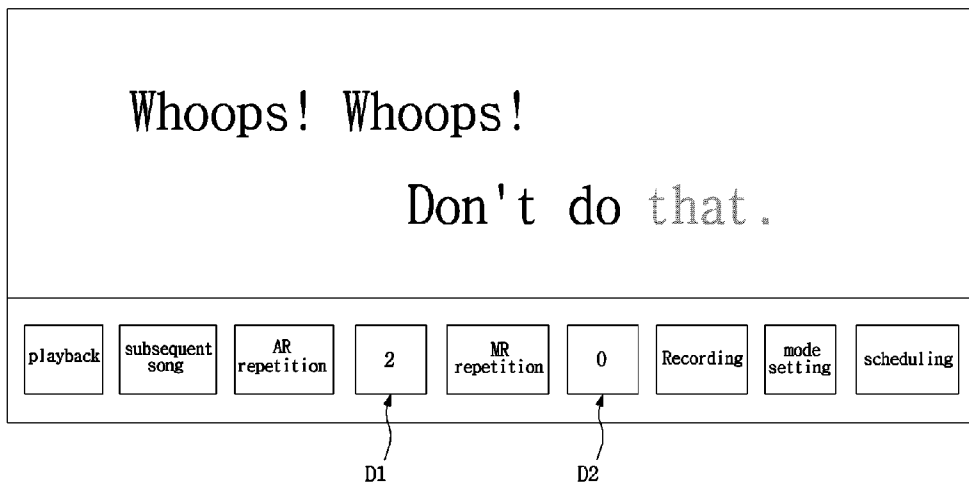 Whoops! Whoops!
Don't do that.
playback
subsequent
song
AR
repetition
2
MR
repetition
0
Recording
mode
setting
scheduling
D1
D2